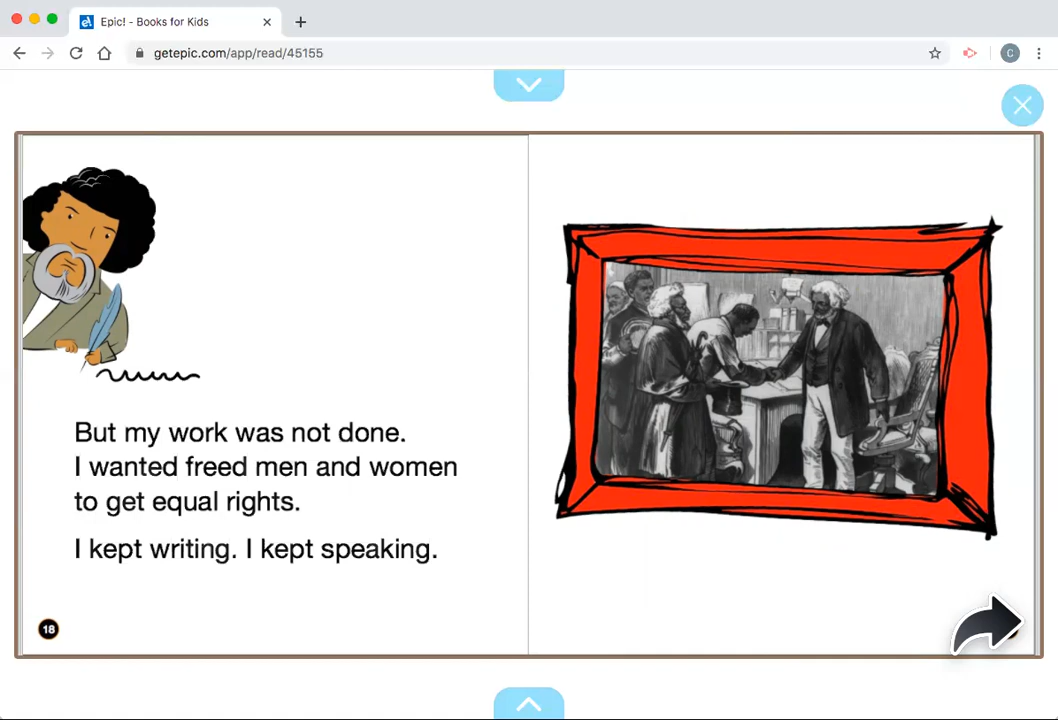 Epic! - Books for Kids
getepic.com/app/read/45155
C
But my work was not done.
I wanted freed men and women
to get equal rights.
I kept writing. I kept speaking.
18